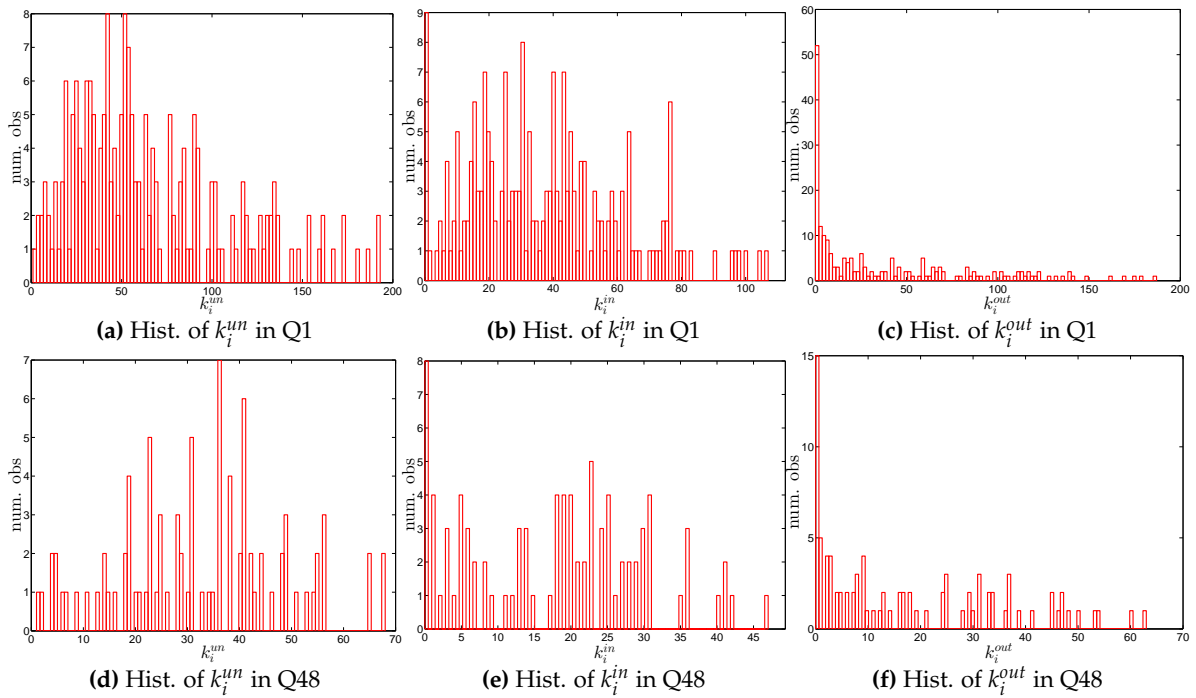 8
7
6
5
4
3
2
1
0
0 50 100 150 200
num. obs
k_i^{un}
(a) Hist. of k_i^{un} in Q1
9
8
7
6
5
4
3
2
1
0
0 20 40 60 80 100
num. obs
k_i^{in}
(b) Hist. of k_i^{in} in Q1
60
50
40
30
20
10
0
0 50 100 150 200
num. obs
k_i^{out}
(c) Hist. of k_i^{out} in Q1
7
6
5
4
3
2
1
0
0 10 20 30 40 50 60 70
num. obs
k_i^{un}
(d) Hist. of k_i^{un} in Q48
8
7
6
5
4
3
2
1
0
0 5 10 15 20 25 30 35 40 45
num. obs
k_i^{in}
(e) Hist. of k_i^{in} in Q48
15
10
5
0
0 10 20 30 40 50 60 70
num. obs
k_i^{out}
(f) Hist. of k_i^{out} in Q48